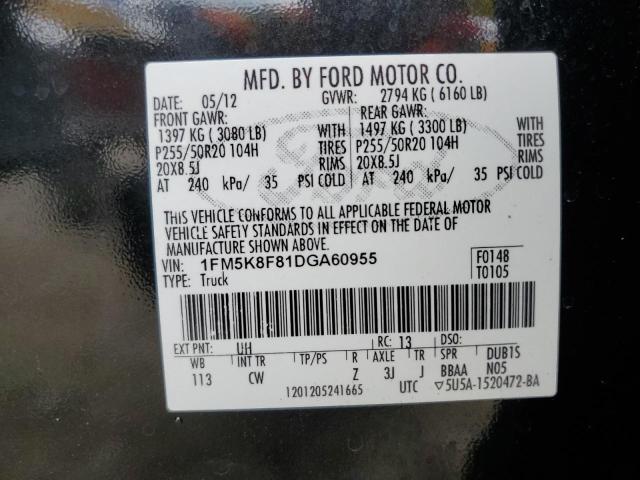 MFD. BY FORD MOTOR CO.
DATE: 05/12 GVWR: 2794 KG ( 6160 LB)
FRONT GAWR: REAR GAWR:
1397 KG ( 3080 LB) WITH 1497 KG ( 3300 LB) WITH
P255/50R20 104H TIRES P255/50R20 104H TIRES
20X8.5J RIMS 20X8.5J RIMS
AT 240 kPa/ 35 PSI COLD AT 240 kPa/ 35 PSI COLD
THIS VEHICLE CONFORMS TO ALL APPLICABLE FEDERAL MOTOR
VEHICLE SAFETY STANDARDS IN EFFECT ON THE DATE OF
MANUFACTURE SHOWN ABOVE.
VIN: 1FM5K8F81DGA60955 F0148
TYPE: Truck T0105
EXT PNT: UH RC: 13 DSO:
WB INT TR TP/PS R AXLE TR SPR DUB1S
113 CW Z 3J J BBAA N05
1201205241665 UTC ▽5U5A-1520472-BA